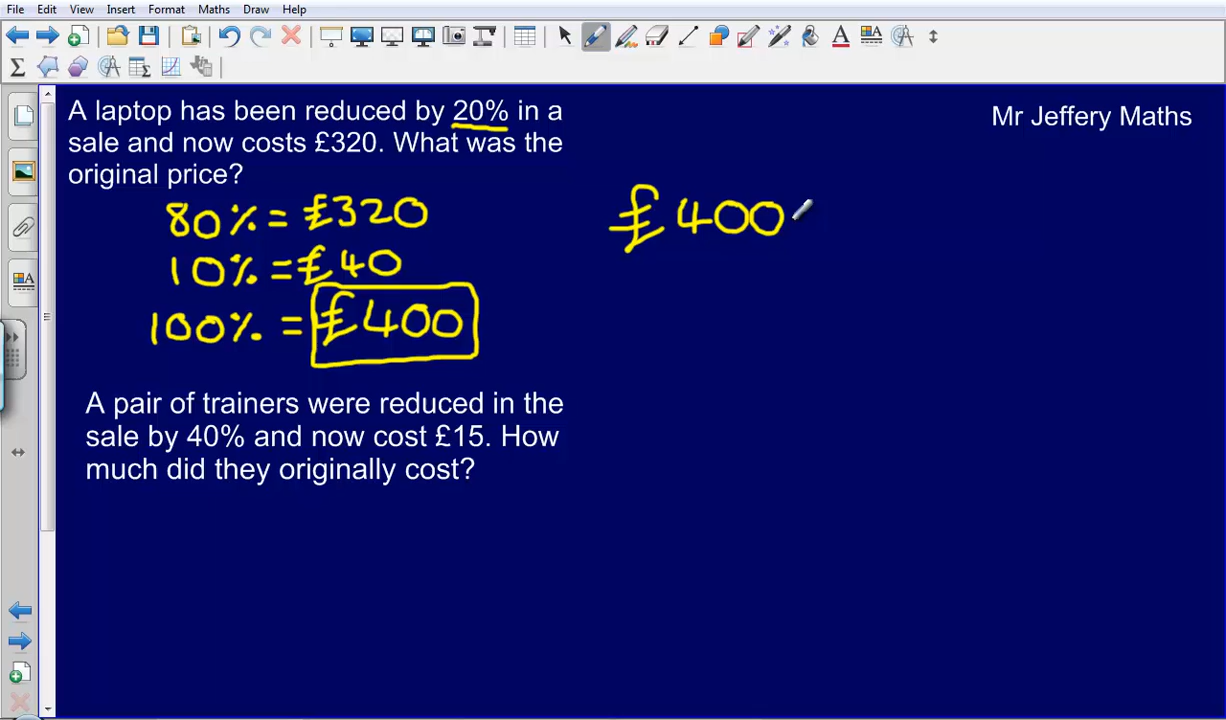 File Edit View Insert Format Maths Draw Help
A laptop has been reduced by 20% in a
sale and now costs £320. What was the
original price?
Mr Jeffery Maths
80% = £320
10% = £40
100% = £400
£400
A pair of trainers were reduced in the
sale by 40% and now cost £15. How
much did they originally cost?